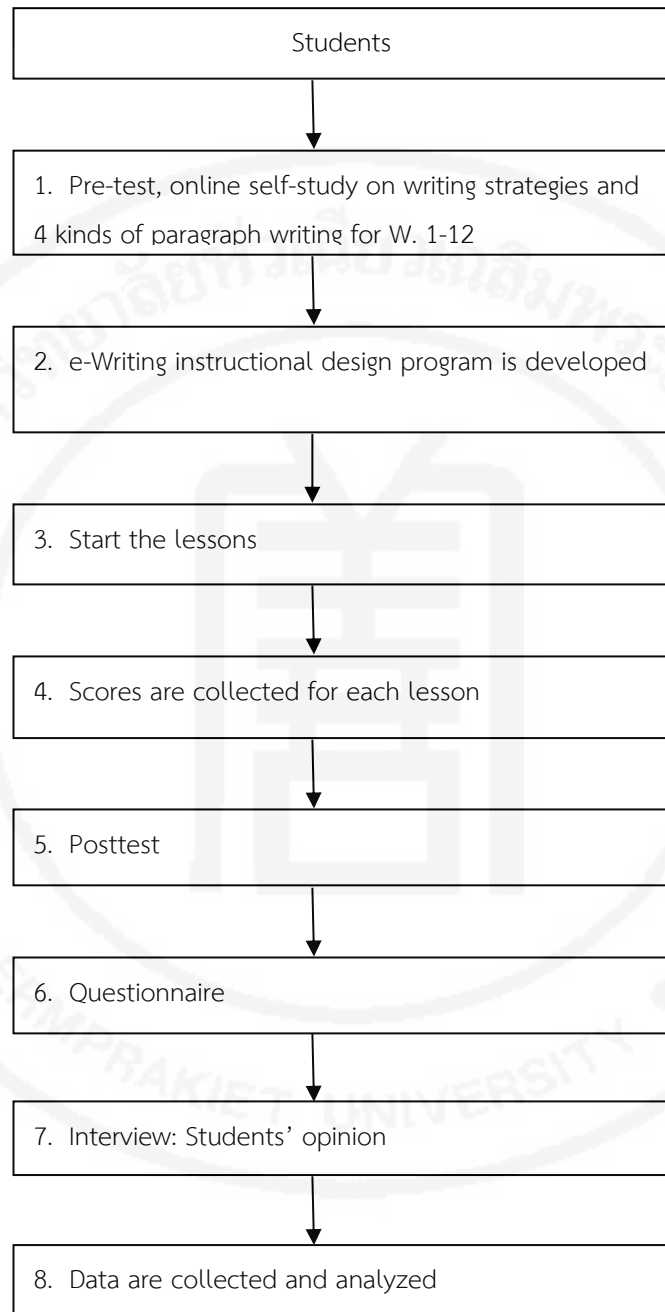 Students
1. Pre-test, online self-study on writing strategies and
4 kinds of paragraph writing for W. 1-12
2. e-Writing instructional design program is developed
3. Start the lessons
4. Scores are collected for each lesson
5. Posttest
6. Questionnaire
7. Interview: Students’ opinion
8. Data are collected and analyzed
UNIVERSITY